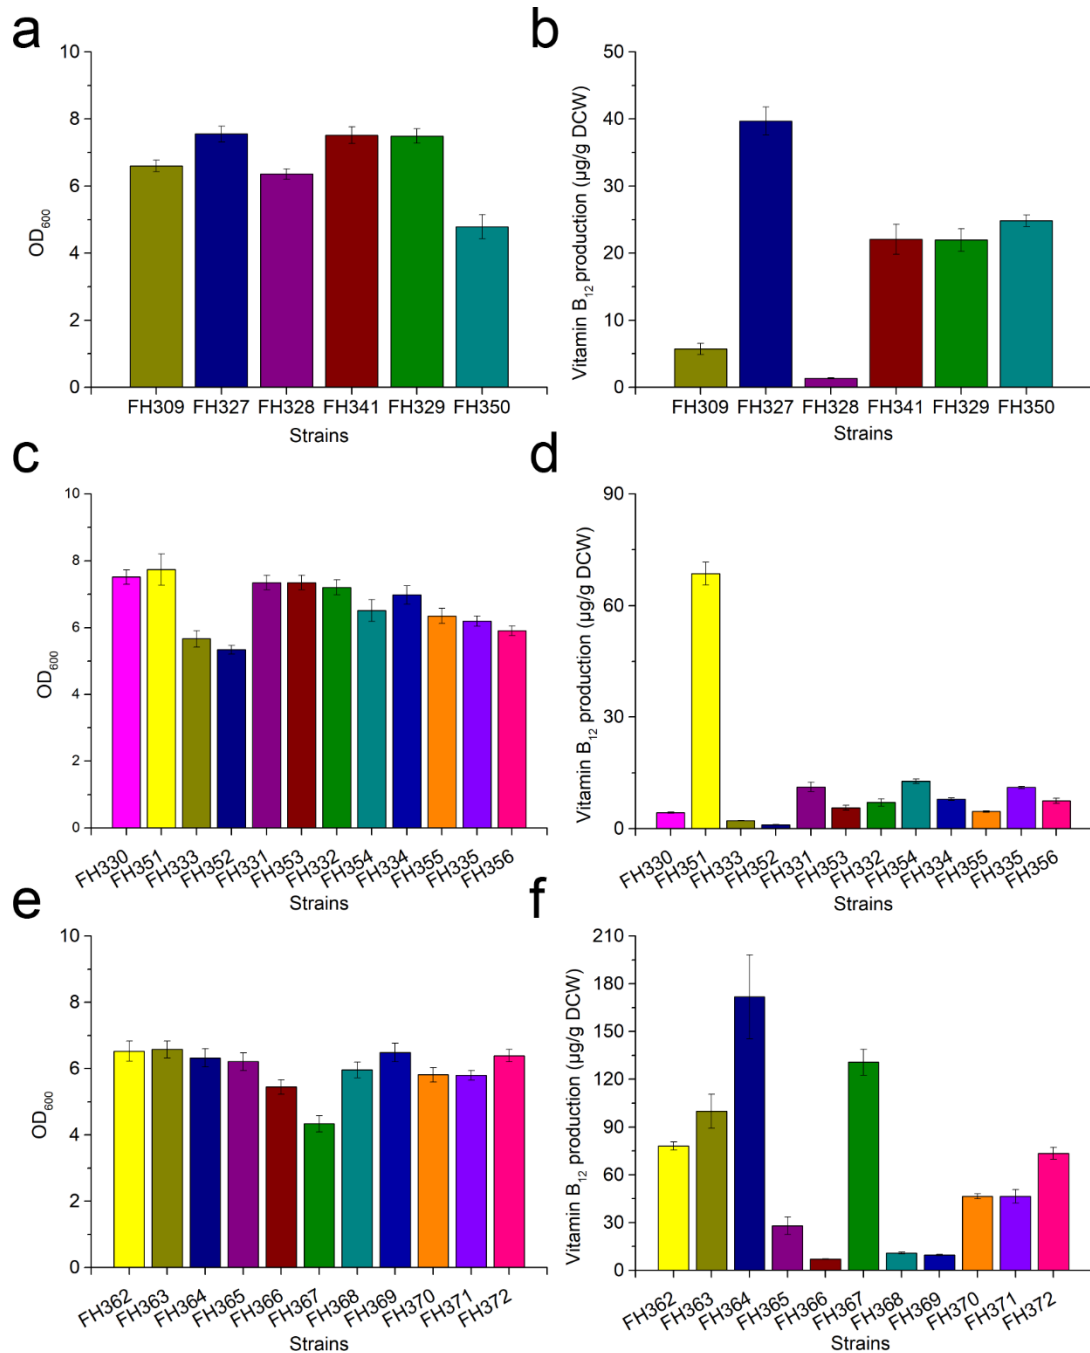 a
10
8
6
4
2
0
OD600
FH309 FH327 FH328 FH341 FH329 FH350
Strains
b
50
40
30
20
10
0
Vitamin B12 production (µg/g DCW)
FH309 FH327 FH328 FH341 FH329 FH350
Strains
c
10
8
6
4
2
0
OD600
FH330 FH351 FH333 FH352 FH331 FH353 FH332 FH354 FH334 FH355 FH335 FH356
Strains
d
90
60
30
0
Vitamin B12 production (µg/g DCW)
FH330 FH351 FH333 FH352 FH331 FH353 FH332 FH354 FH334 FH355 FH335 FH356
Strains
e
10
8
6
4
2
0
OD600
FH362 FH363 FH364 FH365 FH366 FH367 FH368 FH369 FH370 FH371 FH372
Strains
f
210
180
150
120
90
60
30
0
Vitamin B12 production (µg/g DCW)
FH362 FH363 FH364 FH365 FH366 FH367 FH368 FH369 FH370 FH371 FH372
Strains